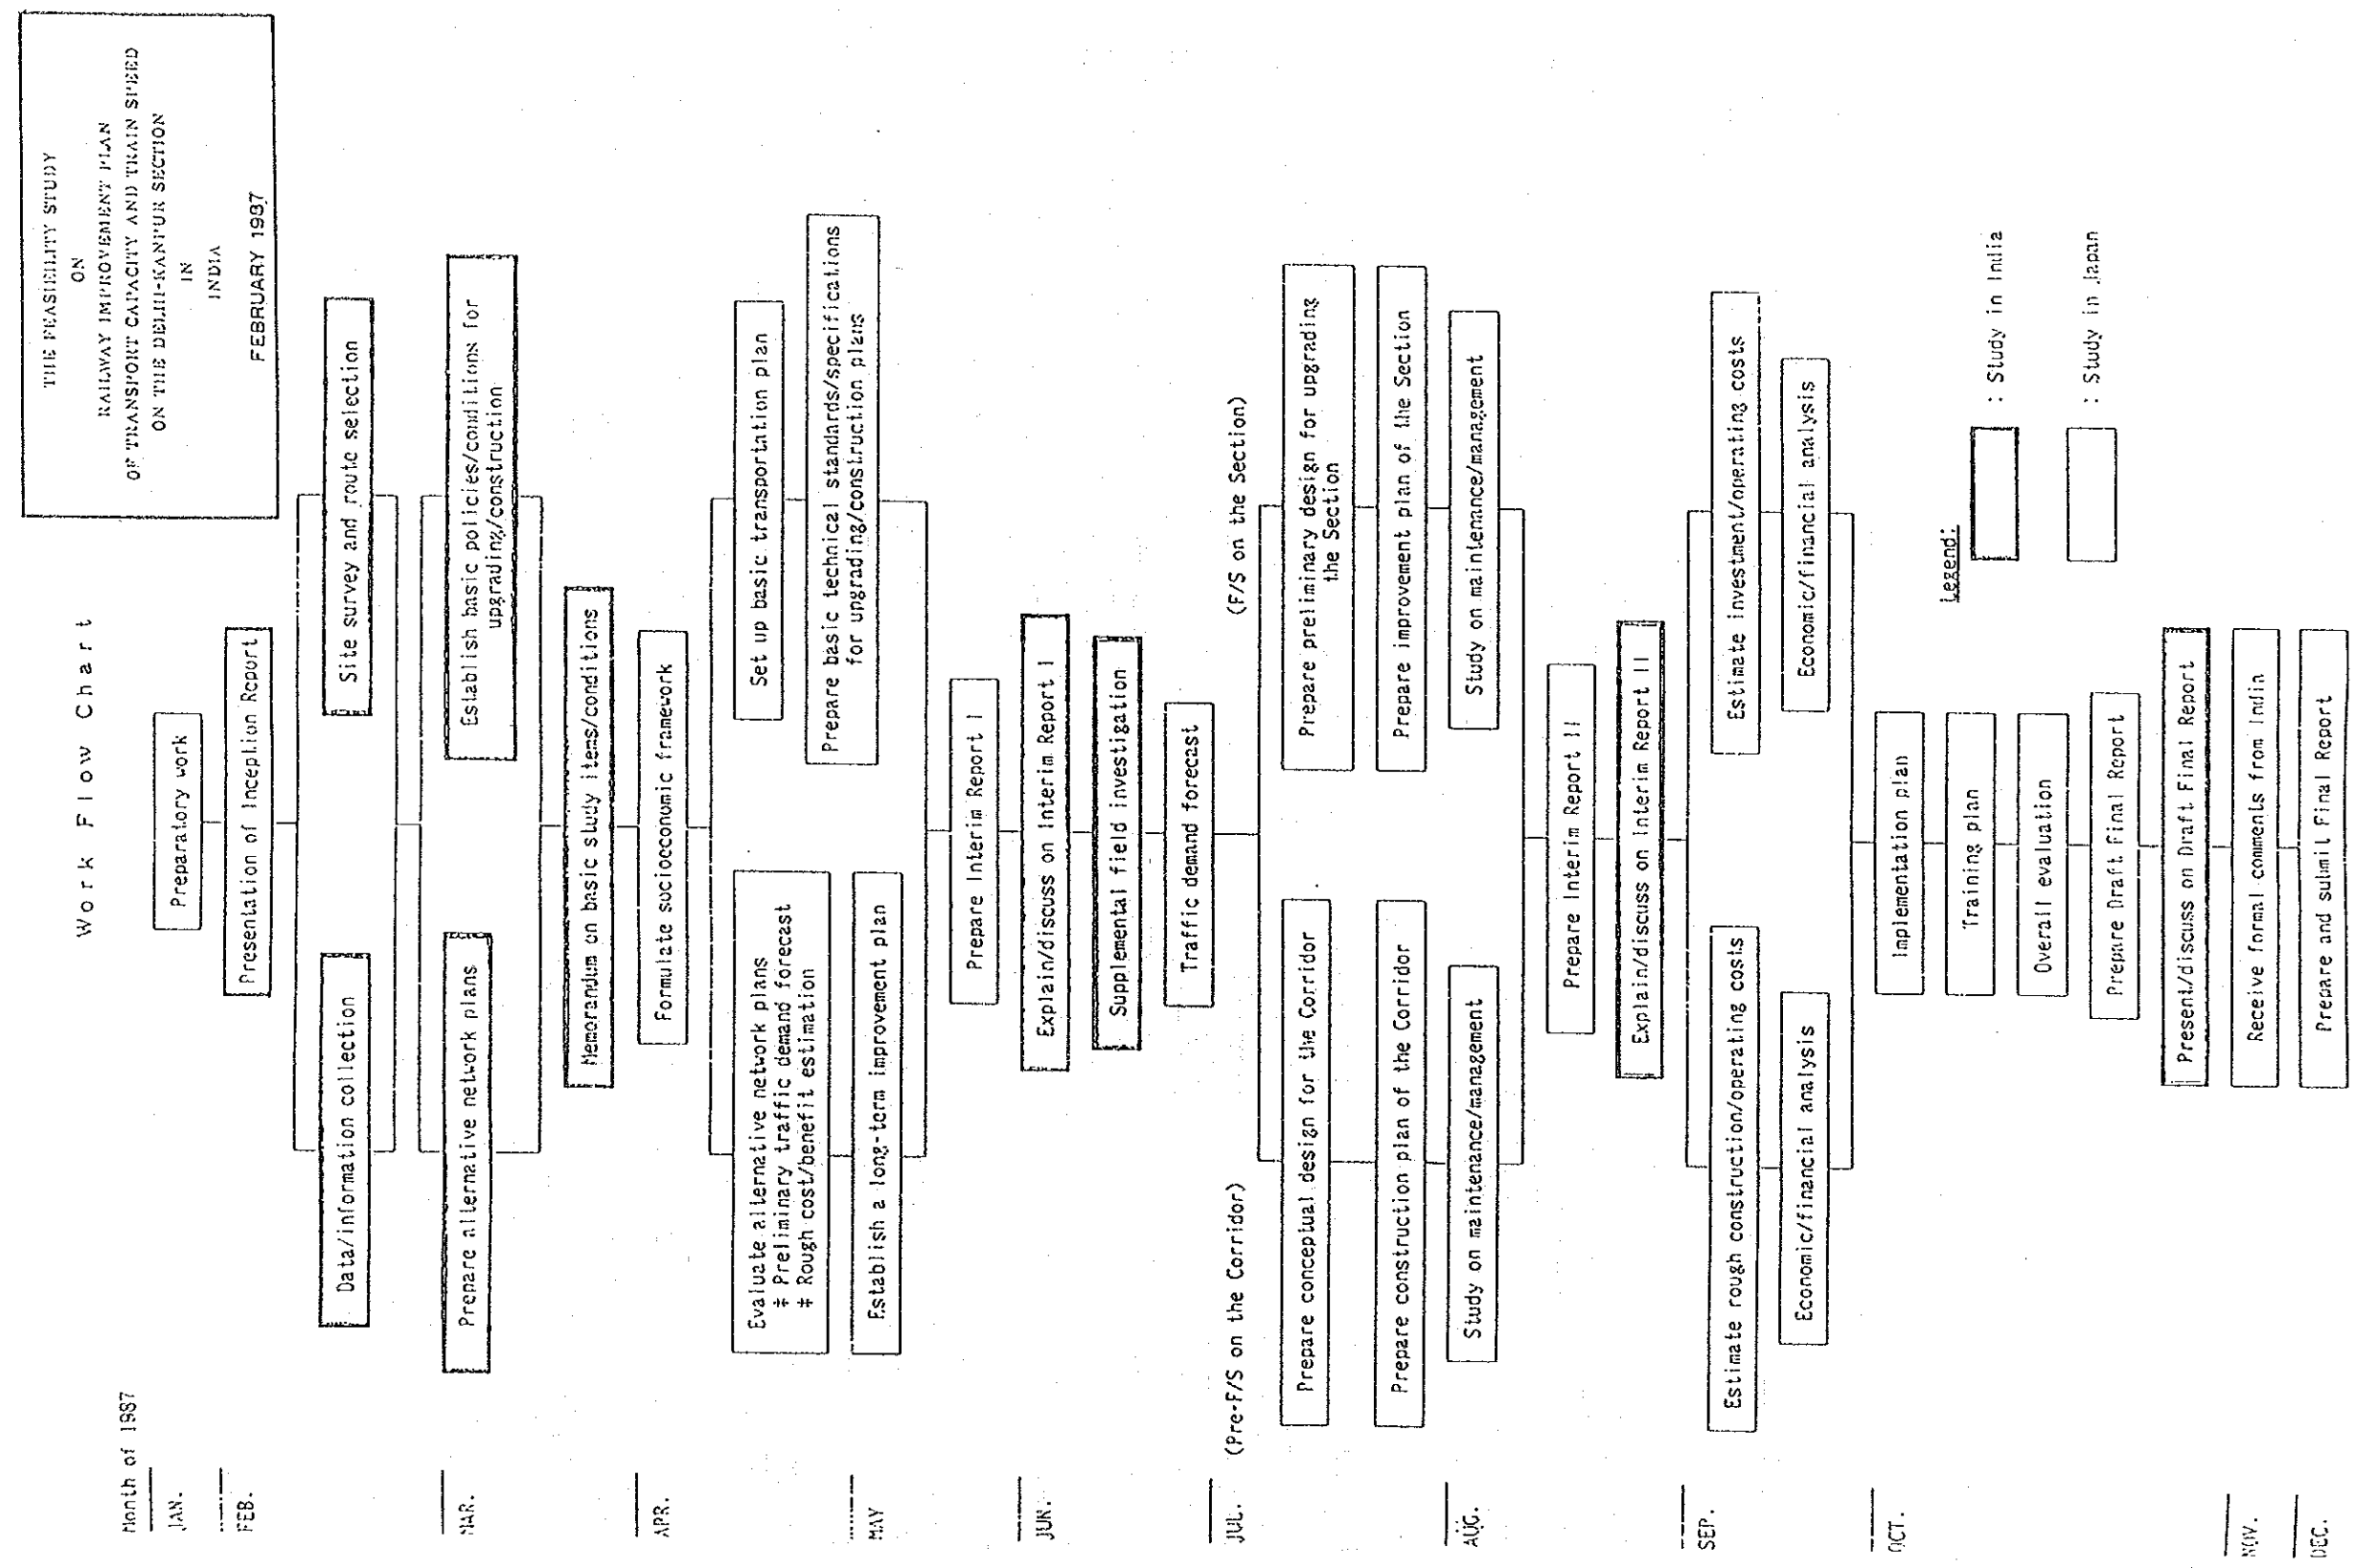 Work Flow Chart
THE FEASIBILITY STUDY
ON
RAILWAY IMPROVEMENT PLAN
OF TRANSPORT CAPACITY AND TRAIN SPEED
ON THE DELHI-KANPUR SECTION
IN
INDIA
FEBRUARY 1987
Month of 1987
JAN.
Preparatory work
FEB.
Presentation of Inception Report
Data/information collection
Site survey and route selection
MAR.
Prepare alternative network plans
Establish basic policies/conditions for
upgrading/construction
Memorandum on basic study items/conditions
APR.
Formulate socioeconomic framework
Evaluate alternative network plans
‡ Preliminary traffic demand forecast
‡ Rough cost/benefit estimation
Set up basic transportation plan
MAY
Establish a long-term improvement plan
Prepare basic technical standards/specifications
for upgrading/construction plans
Prepare Interim Report I
JUN.
Explain/discuss on Interim Report I
Supplemental field investigation
Traffic demand forecast
JUL.
(Pre-F/S on the Corridor)
(F/S on the Section)
Prepare conceptual design for the Corridor
Prepare preliminary design for upgrading
the Section
Prepare construction plan of the Corridor
Prepare improvement plan of the Section
AUG.
Study on maintenance/management
Study on maintenance/management
Prepare Interim Report II
Explain/discuss on Interim Report II
SEP.
Estimate rough construction/operating costs
Estimate investment/operating costs
Economic/financial analysis
Economic/financial analysis
OCT.
Implementation plan
Training plan
Overall evaluation
Prepare Draft Final Report
Present/discuss on Draft Final Report
NOV.
Receive formal comments from India
DEC.
Prepare and submit Final Report
Legend:
: Study in India
: Study in Japan